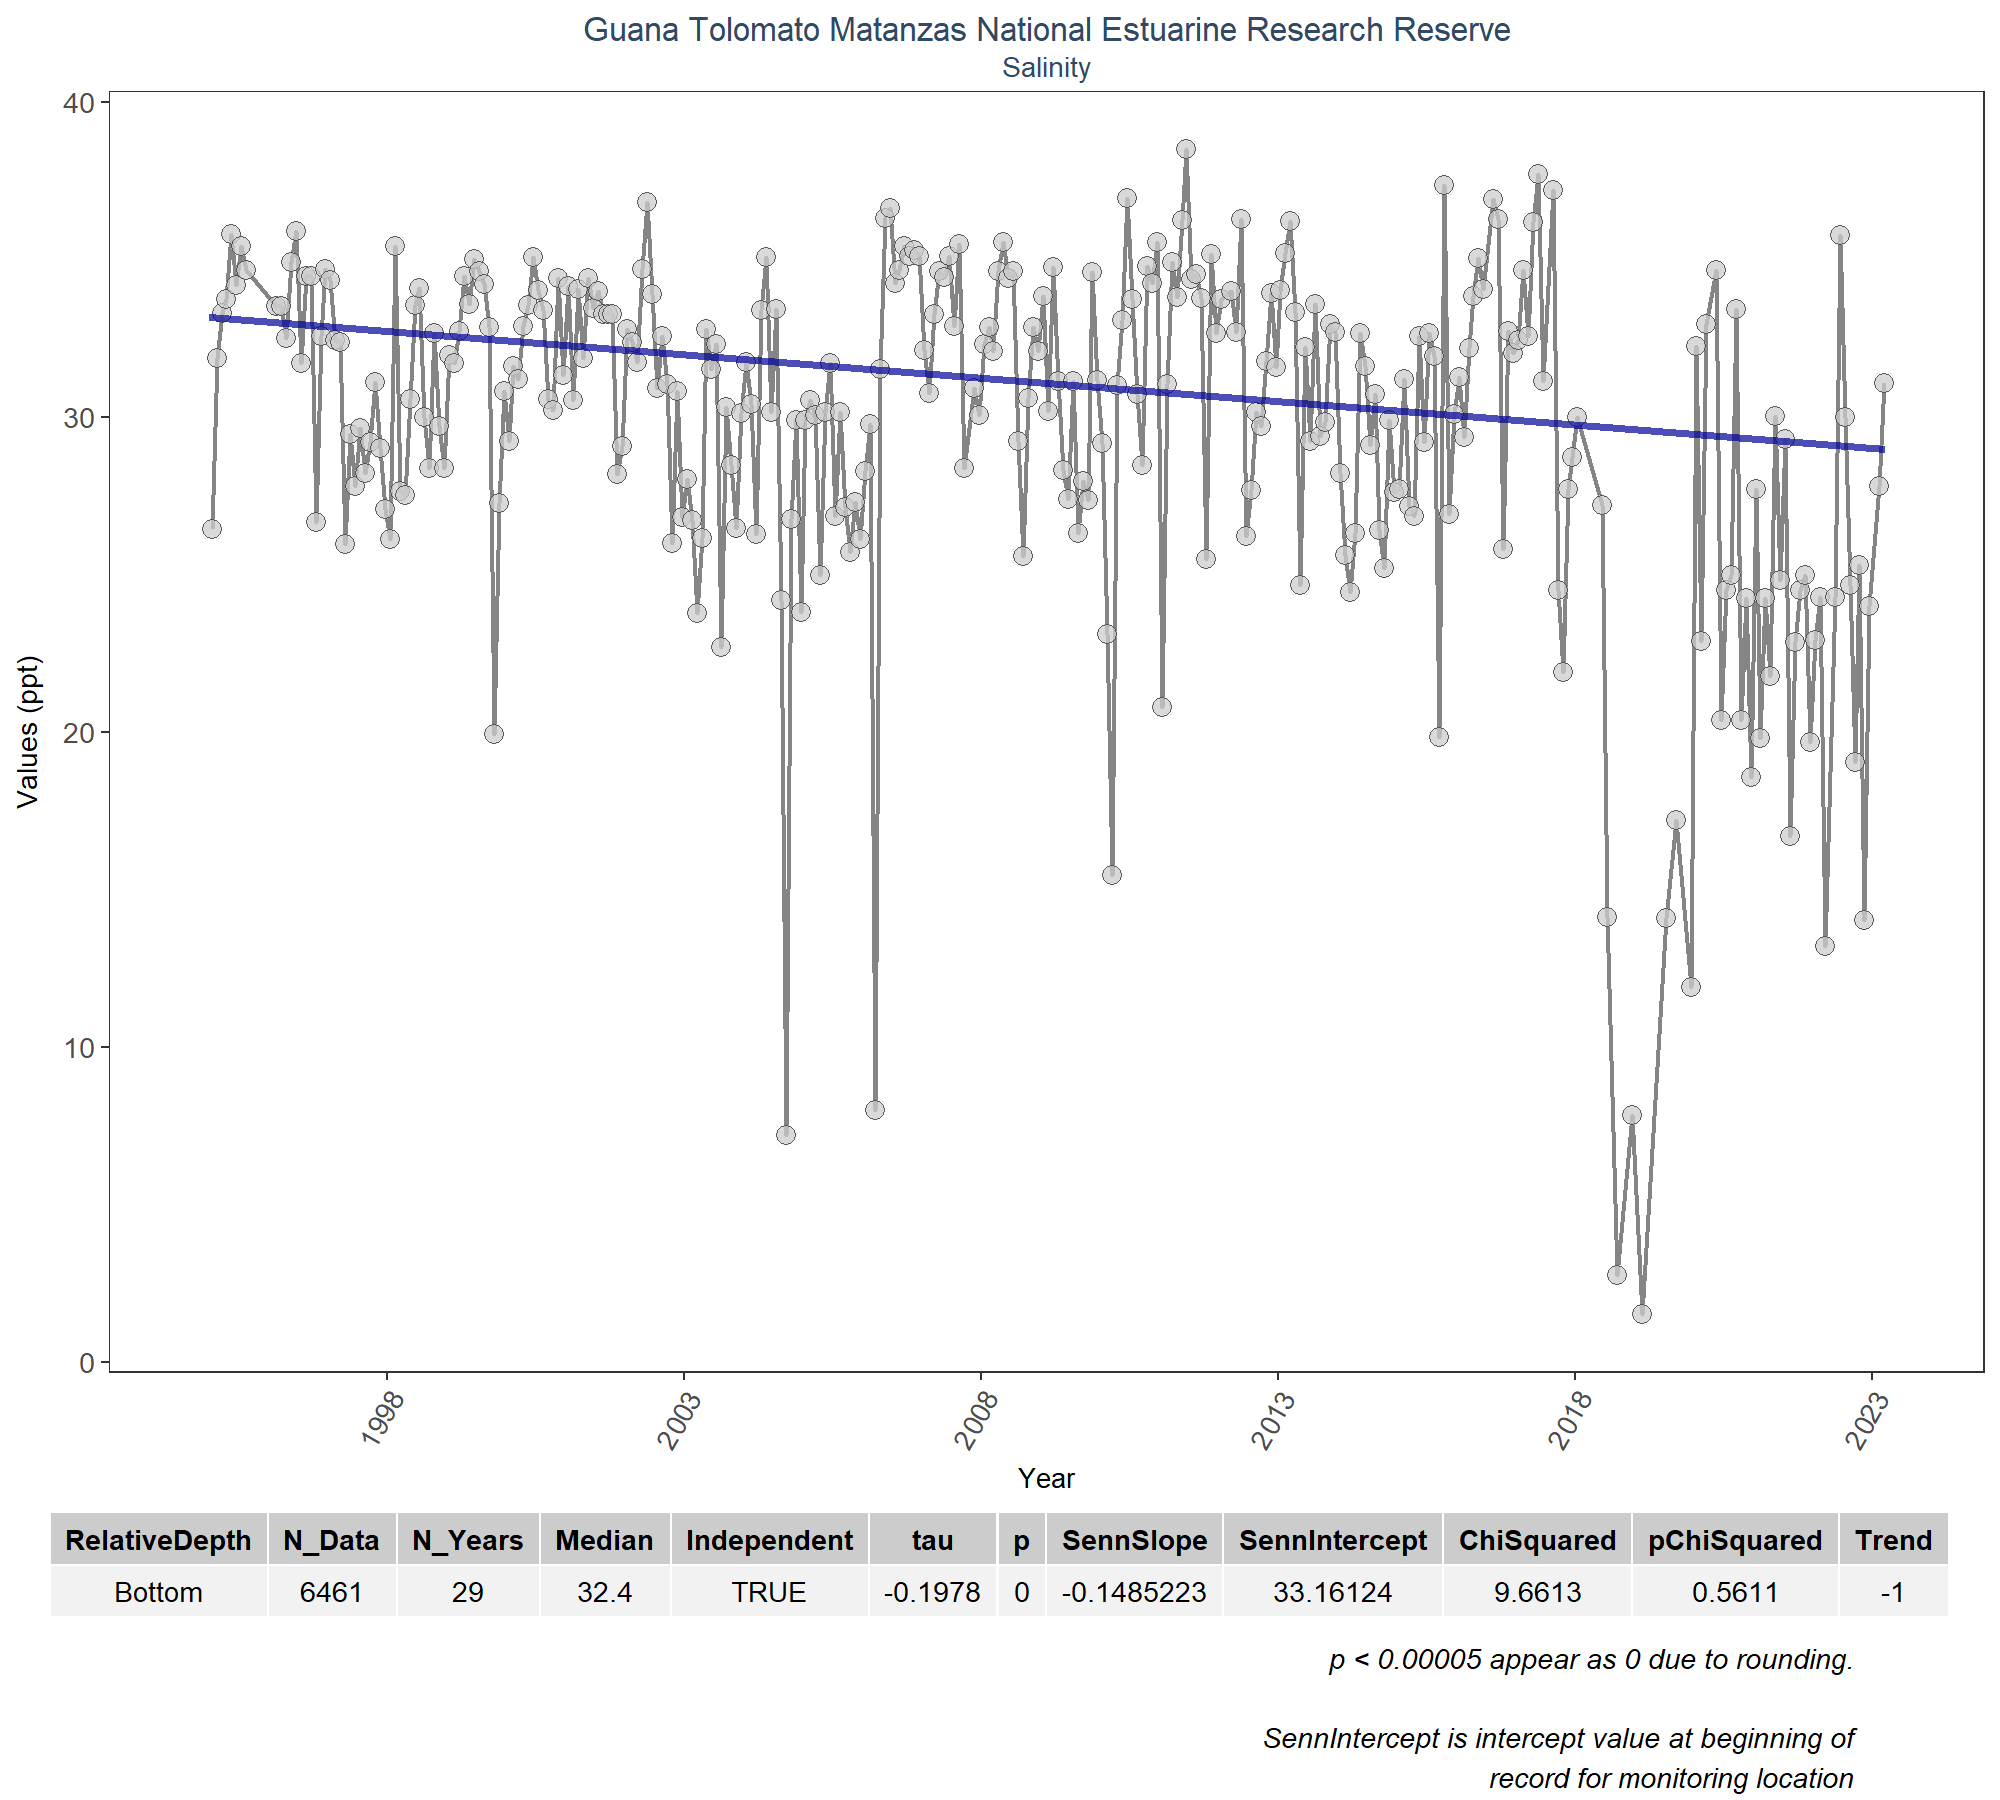 Guana Tolomato Matanzas National Estuarine Research Reserve
Salinity
40
30
20
10
0
Values (ppt)
1998
2003
2008
2013
2018
2023
Year
RelativeDepth N_Data N_Years Median Independent tau p SennSlope SennIntercept ChiSquared pChiSquared Trend
Bottom 6461 29 32.4 TRUE -0.1978 0 -0.1485223 33.16124 9.6613 0.5611 -1
p < 0.00005 appear as 0 due to rounding.
SennIntercept is intercept value at beginning of
record for monitoring location